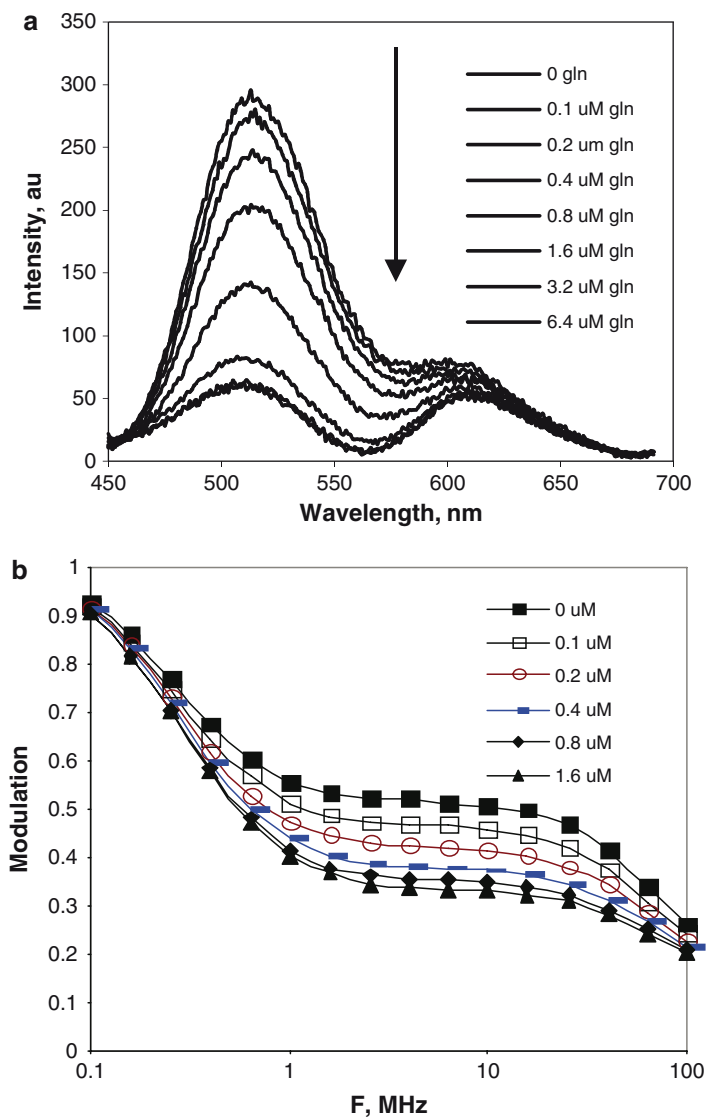 a
350
300
250
200
150
100
50
0
Intensity, au
450
500
550
600
650
700
Wavelength, nm
0 gln
0.1 uM gln
0.2 um gln
0.4 uM gln
0.8 uM gln
1.6 uM gln
3.2 uM gln
6.4 uM gln
b
1
0.9
0.8
0.7
0.6
0.5
0.4
0.3
0.2
0.1
0
Modulation
0.1
1
10
100
F, MHz
0 uM
0.1 uM
0.2 uM
0.4 uM
0.8 uM
1.6 uM